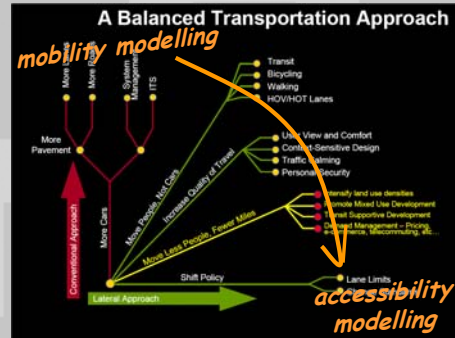 A Balanced Transportation Approach
mobility modelling
More
System
Management
ITS
More
Pavement
Transit
Bicycling
Walking
HOV/HOT Lanes
User View and Comfort
Context-Sensitive Design
Traffic Calming
Personal Security
Intensify land use densities
Promote Mixed Use Development
Transit Supportive Development
Demand Management – Pricing,
e-commerce, telecommuting, etc...
Move People, Not Cars
Increase Quality of Travel
Move Less People, Fewer Miles
Shift Policy
More Cars
Conventional Approach
Lateral Approach
Lane Limits
accessibility
modelling